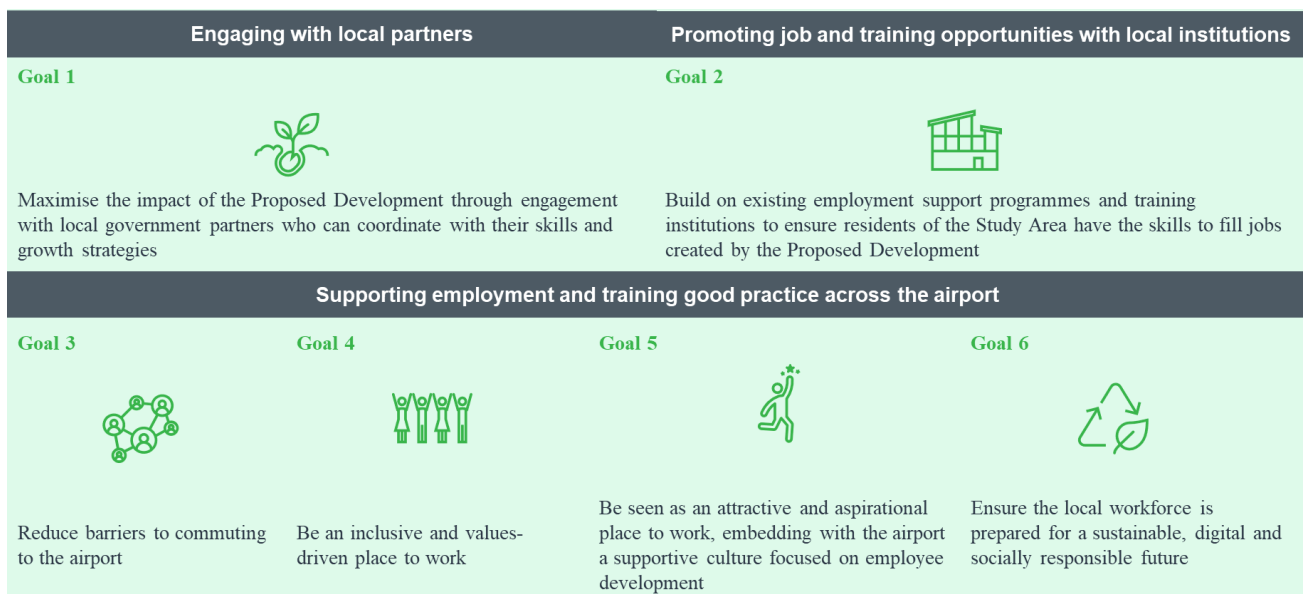 Engaging with local partners
Promoting job and training opportunities with local institutions
Goal 1
Maximise the impact of the Proposed Development through engagement
with local government partners who can coordinate with their skills and
growth strategies
Goal 2
Build on existing employment support programmes and training
institutions to ensure residents of the Study Area have the skills to fill jobs
created by the Proposed Development
Supporting employment and training good practice across the airport
Goal 3
Reduce barriers to commuting
to the airport
Goal 4
Be an inclusive and values-
driven place to work
Goal 5
Be seen as an attractive and aspirational
place to work, embedding with the airport
a supportive culture focused on employee
development
Goal 6
Ensure the local workforce is
prepared for a sustainable, digital and
socially responsible future